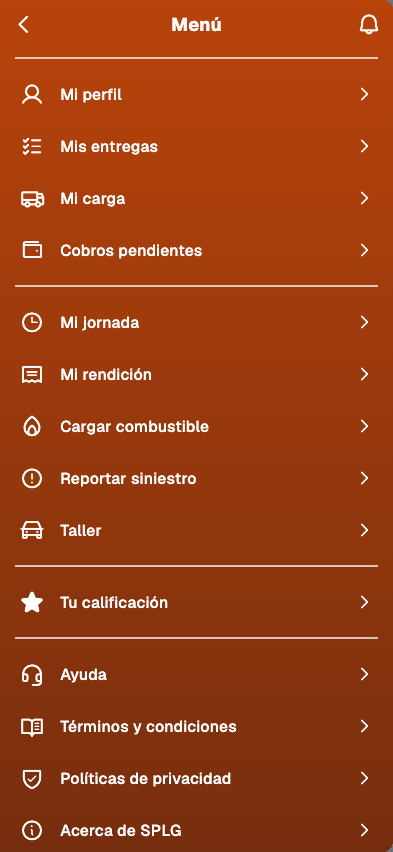 Menú
Mi perfil
Mis entregas
Mi carga
Cobros pendientes
Mi jornada
Mi rendición
Cargar combustible
Reportar siniestro
Taller
Tu calificación
Ayuda
Términos y condiciones
Políticas de privacidad
Acerca de SPLG